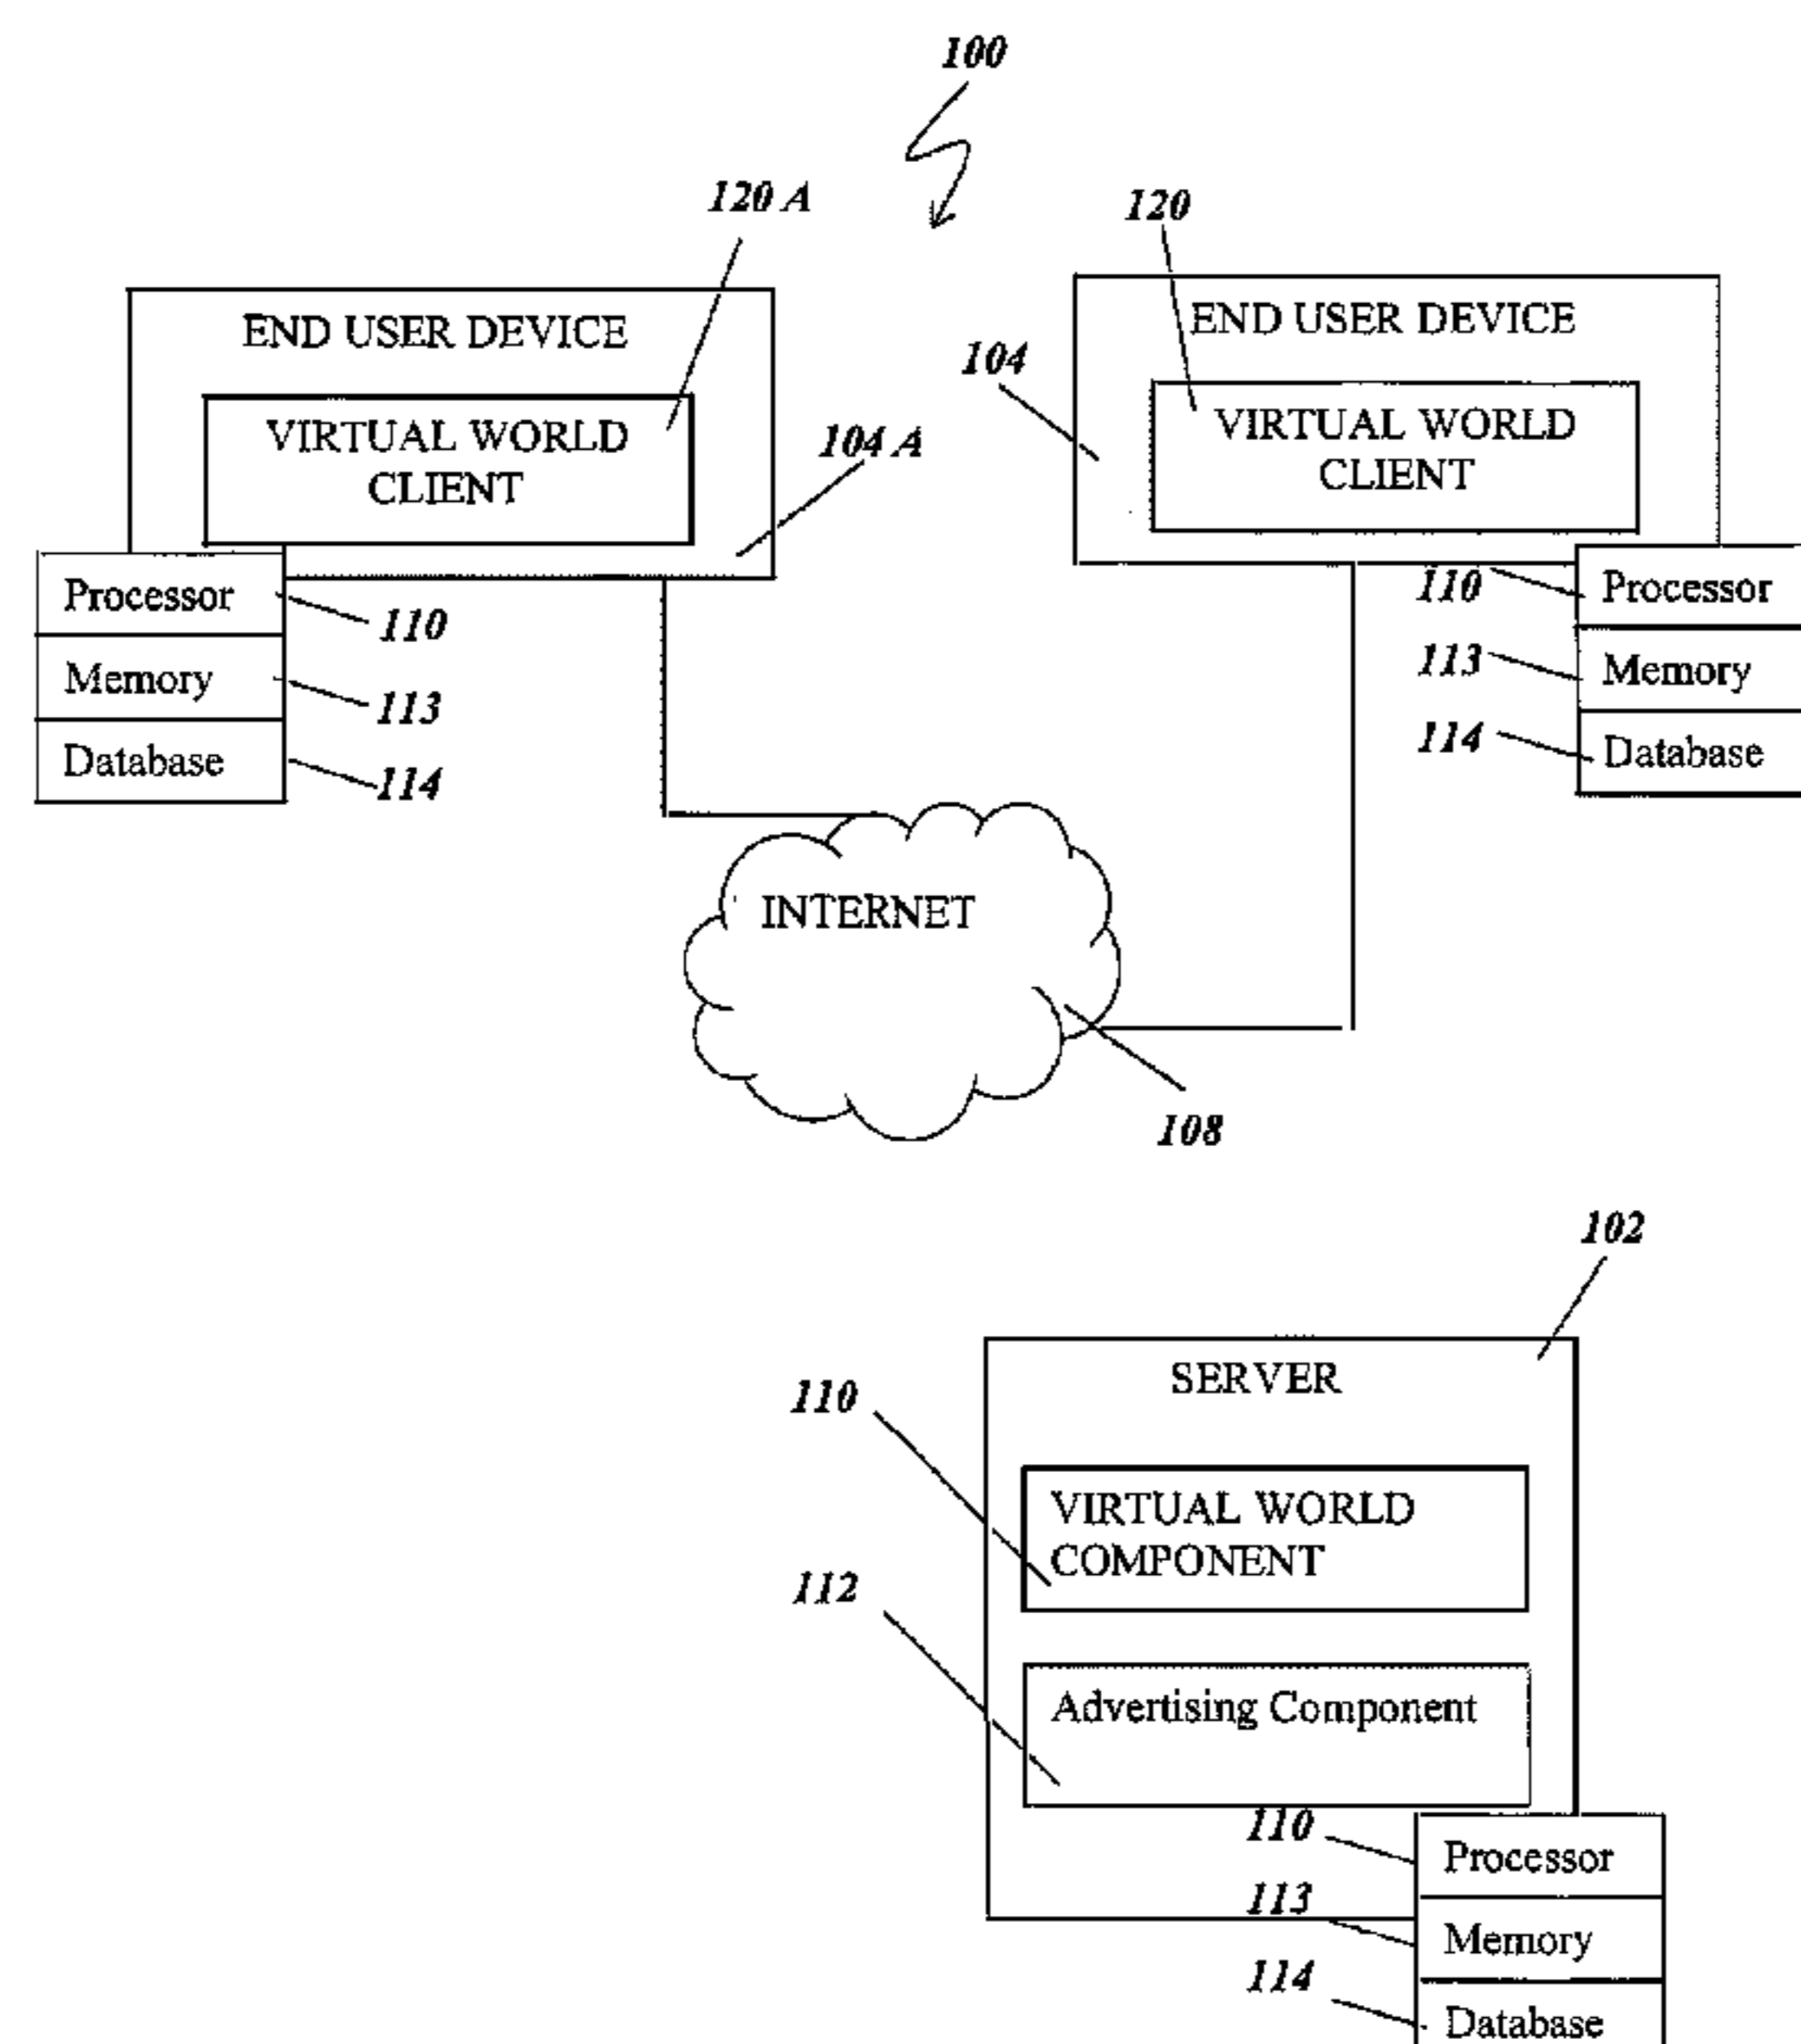 100
120 A
120
END USER DEVICE
VIRTUAL WORLD
CLIENT
104 A
Processor
110
Memory
113
Database
114
END USER DEVICE
104
VIRTUAL WORLD
CLIENT
110
Processor
113
Memory
114
Database
INTERNET
108
102
SERVER
110
VIRTUAL WORLD
COMPONENT
112
Advertising Component
110
Processor
113
Memory
114
Database